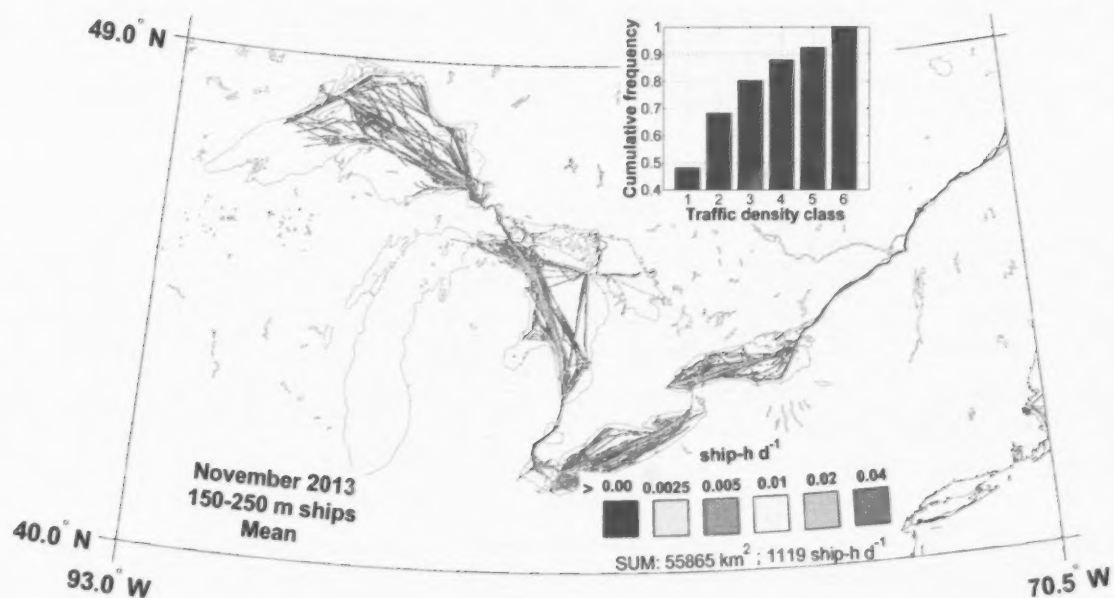 49.0° N
1
0.9
0.8
0.7
0.6
0.5
0.4
Cumulative frequency
1 2 3 4 5 6
Traffic density class
November 2013
150-250 m ships
Mean
ship-h d⁻¹
> 0.00 0.0025 0.005 0.01 0.02 0.04
SUM: 55865 km² ; 1119 ship-h d⁻¹
40.0° N
93.0° W
70.5° W